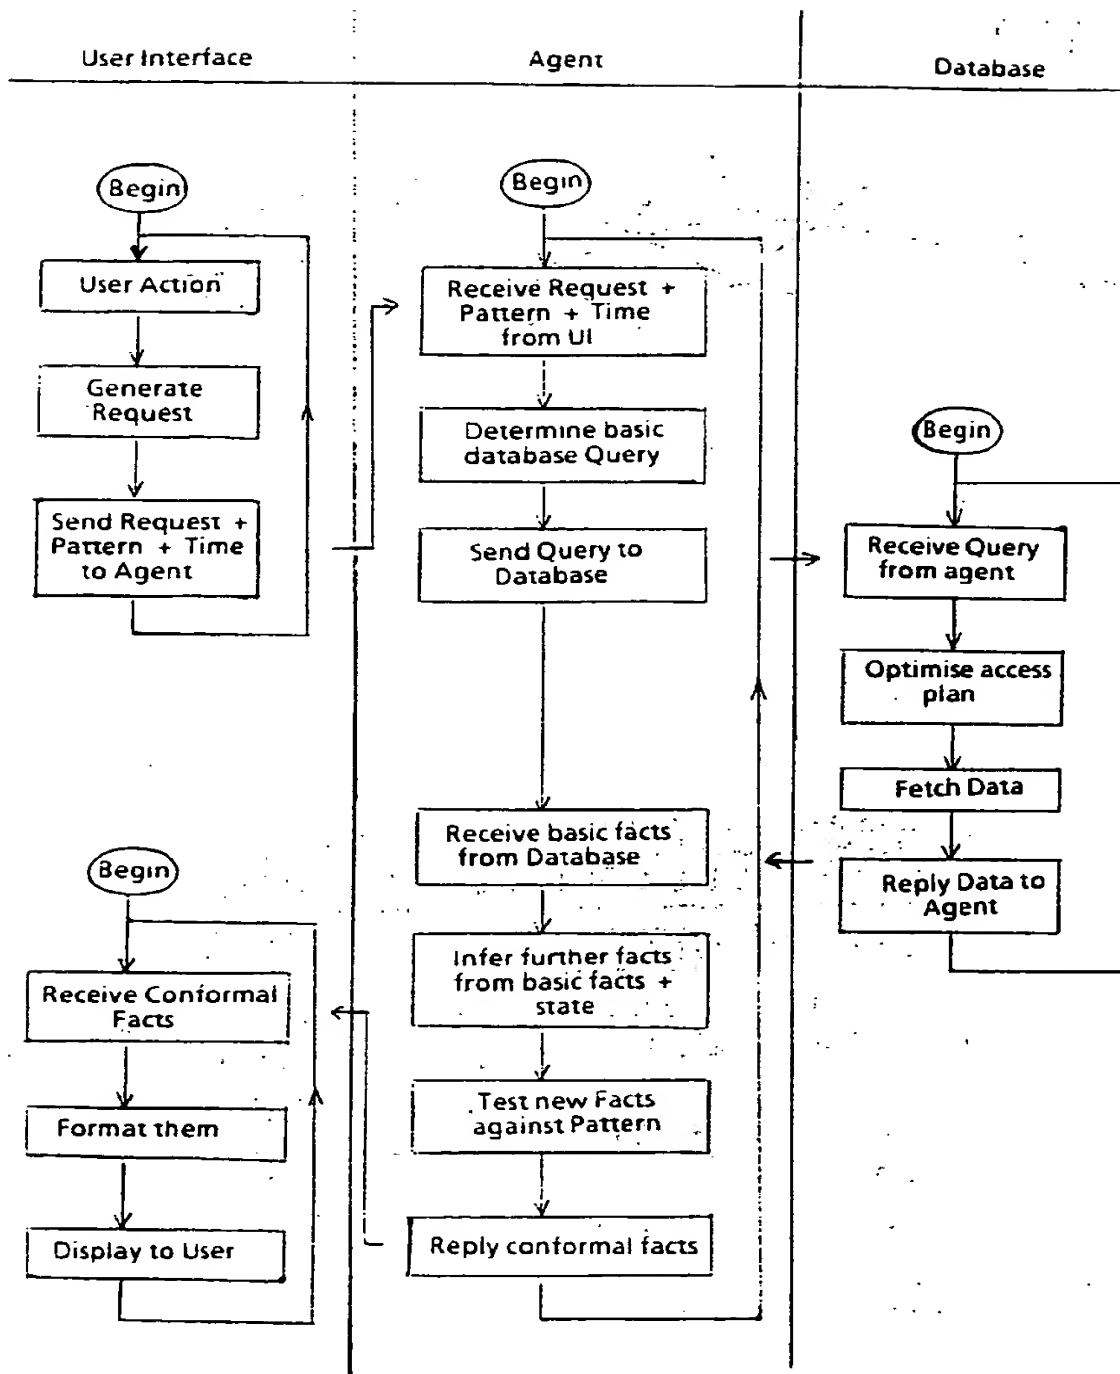 User Interface
Agent
Database
Begin
User Action
Generate
Request
Send Request +
Pattern + Time
to Agent
Begin
Receive Conformal
Facts
Format them
Display to User
Begin
Receive Request +
Pattern + Time
from UI
Determine basic
database Query
Send Query to
Database
Receive basic facts
from Database
Infer further facts
from basic facts +
state
Test new Facts
against Pattern
Reply conformal facts
Begin
Receive Query
from agent
Optimise access
plan
Fetch Data
Reply Data to
Agent